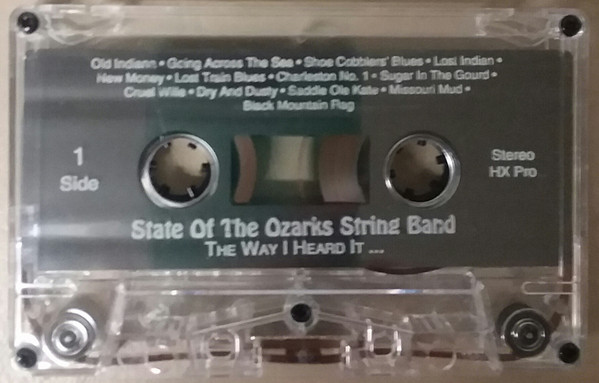 Old Indiann • Going Across The Sea • Shoe Cobblers' Blues • Lost Indian •
New Money • Lost Train Blues • Charleston No. 1 • Sugar In The Gourd •
Cruel Wille • Dry And Dusty • Saddle Ole Kate • Missouri Mud •
Black Mountain Rag
1
Side
Stereo
HX Pro
State Of The Ozarks String Band
THE WAY I HEARD IT ...